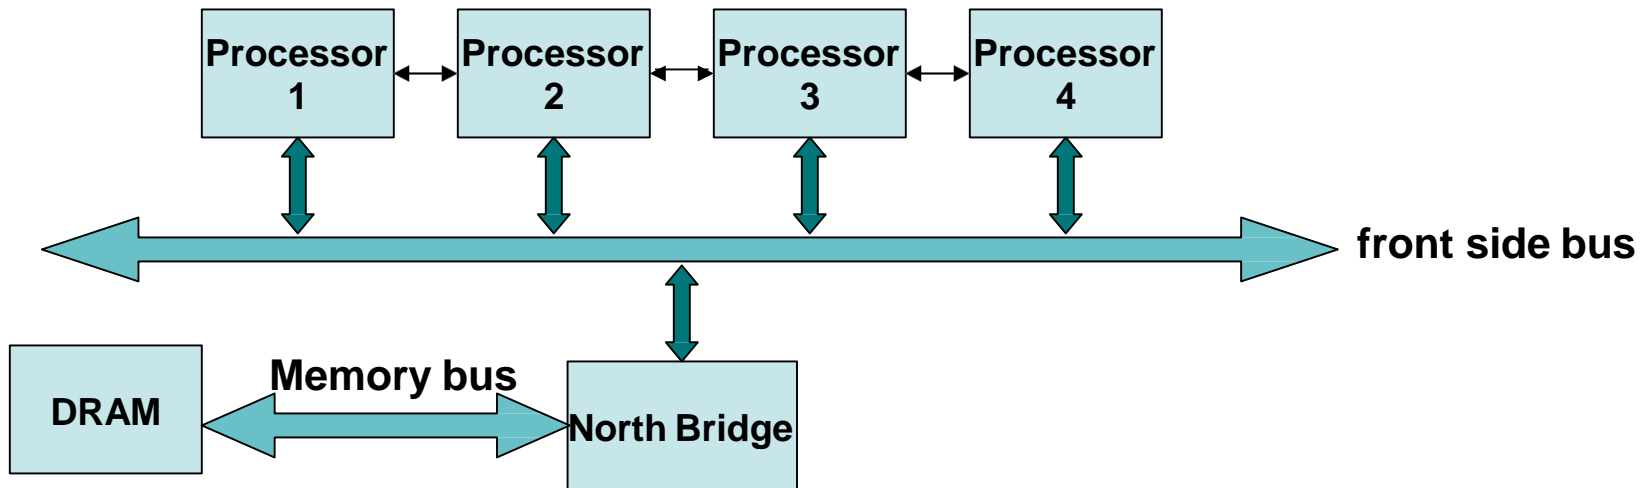 Processor
1
Processor
2
Processor
3
Processor
4
front side bus
Memory bus
DRAM
North Bridge